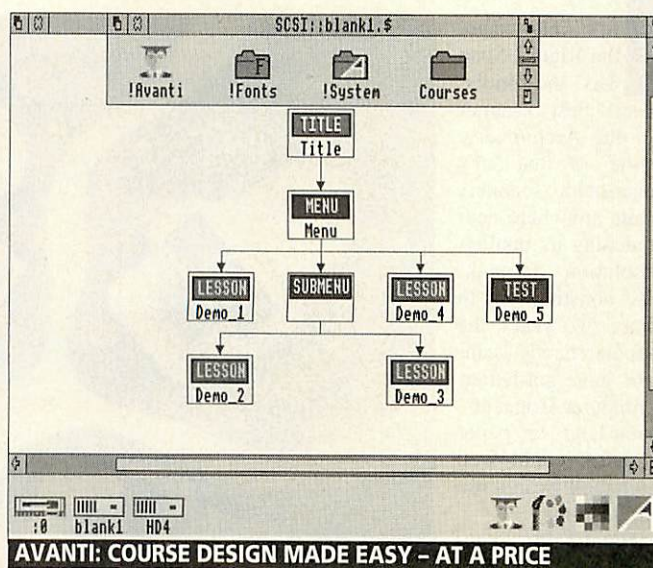 SCSI::blank1.$
!Avanti !Fonts !System Courses
TITLE
Title
MENU
Menu
LESSON SUBMENU LESSON TEST
Demo_1 Demo_4 Demo_5
LESSON LESSON
Demo_2 Demo_3
:0 blank1 HD4
AVANTI: COURSE DESIGN MADE EASY – AT A PRICE